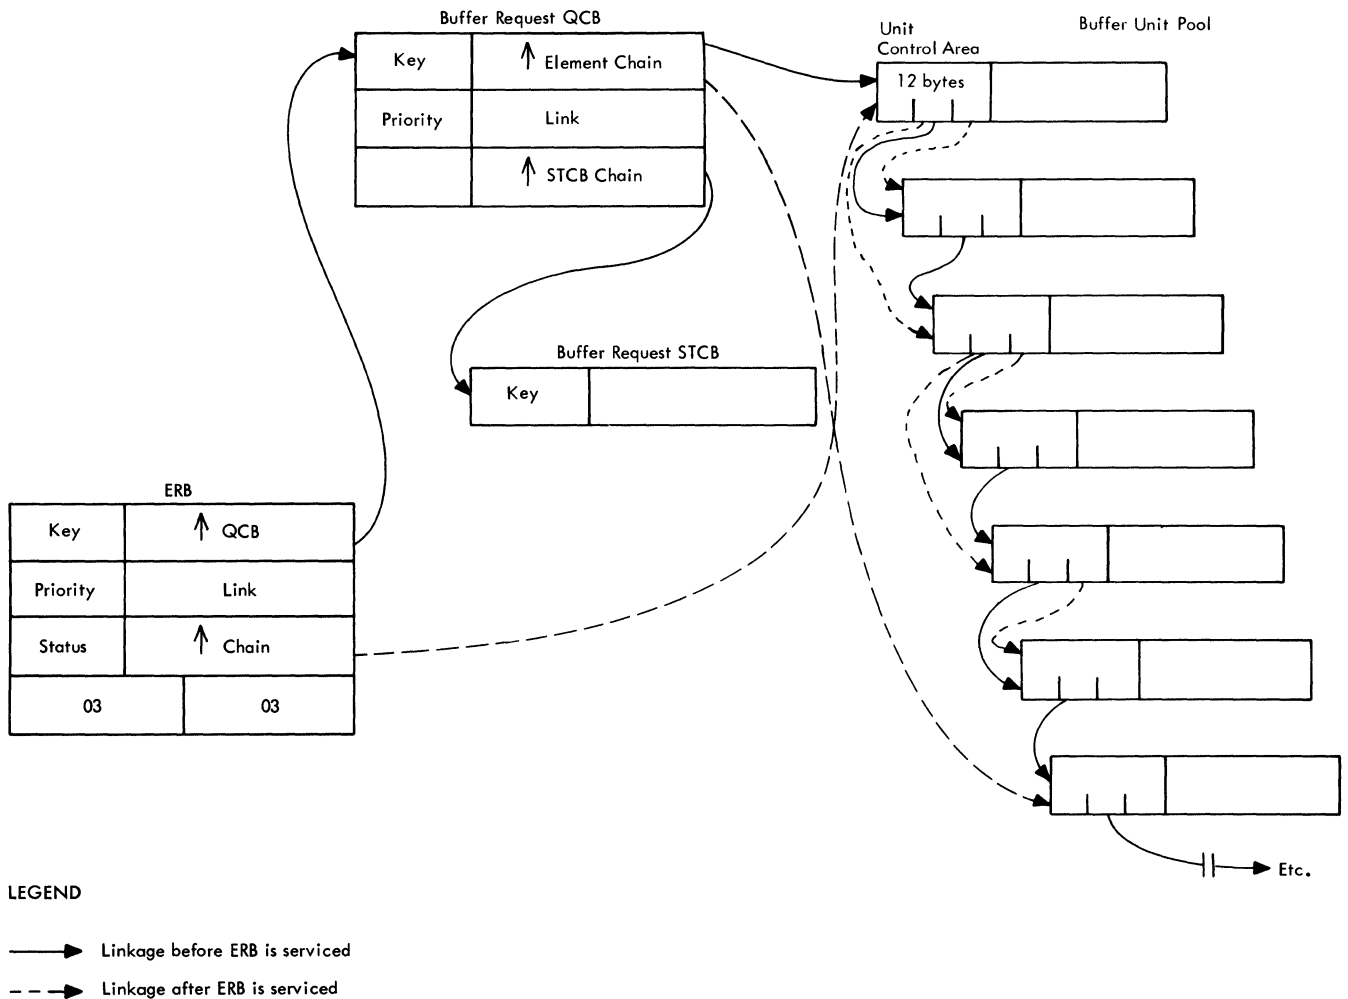 Buffer Request QCB
Key
↑ Element Chain
Priority
Link
↑ STCB Chain
Unit
Control Area
Buffer Unit Pool
12 bytes
Buffer Request STCB
Key
ERB
Key
↑ QCB
Priority
Link
Status
↑ Chain
03
03
Etc.
LEGEND
Linkage before ERB is serviced
Linkage after ERB is serviced